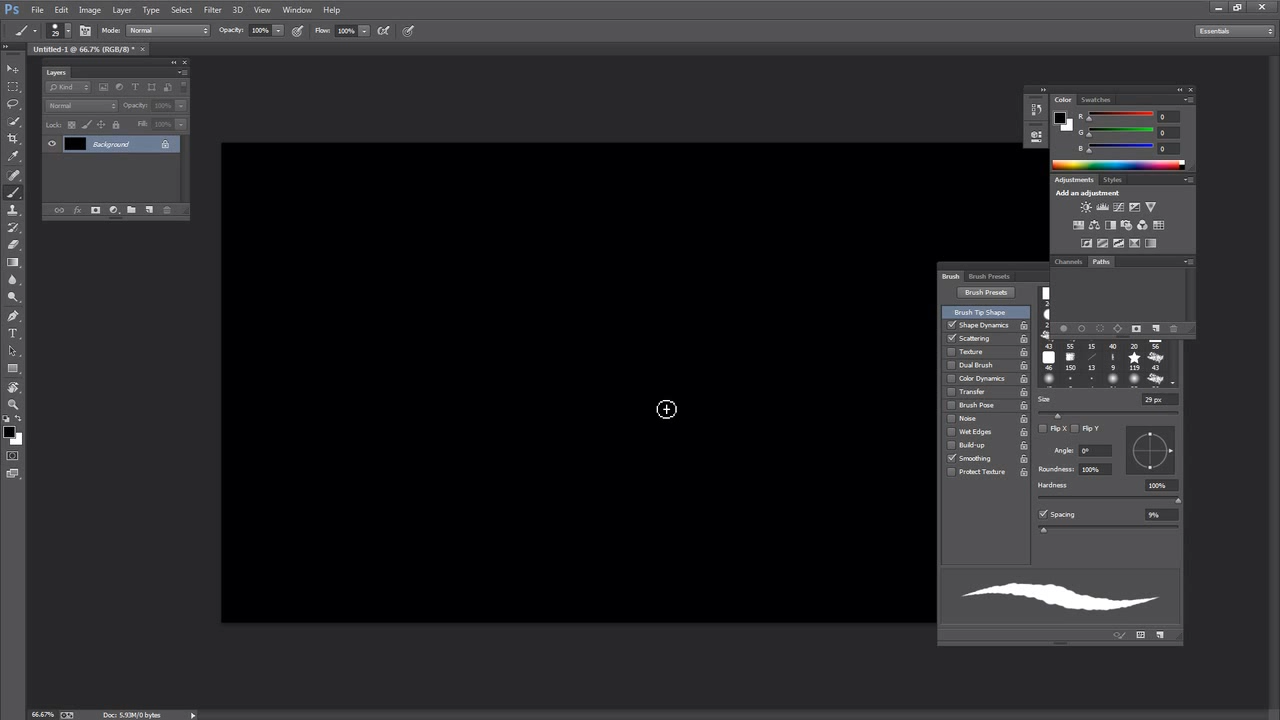 Ps File Edit Image Layer Type Select Filter 3D View Window Help
29 Mode: Normal Opacity: 100% Flow: 100% Essentials
Untitled-1 @ 66.7% (RGB/8) * ×
Layers
Kind
Normal Opacity: 100%
Lock: Fill: 100%
Background
Color Swatches
R 0
G 0
B 0
Adjustments Styles
Add an adjustment
Channels Paths
Brush Brush Presets
Brush Presets
Brush Tip Shape
Shape Dynamics
Scattering
Texture
Dual Brush
Color Dynamics
Transfer
Brush Pose
Noise
Wet Edges
Build-up
Smoothing
Protect Texture
43 55 15 40 20 56
46 150 13 9 119 43
Size 29 px
Flip X Flip Y
Angle: 0°
Roundness: 100%
Hardness 100%
Spacing 9%
66.67% Doc: 5.93M/0 bytes